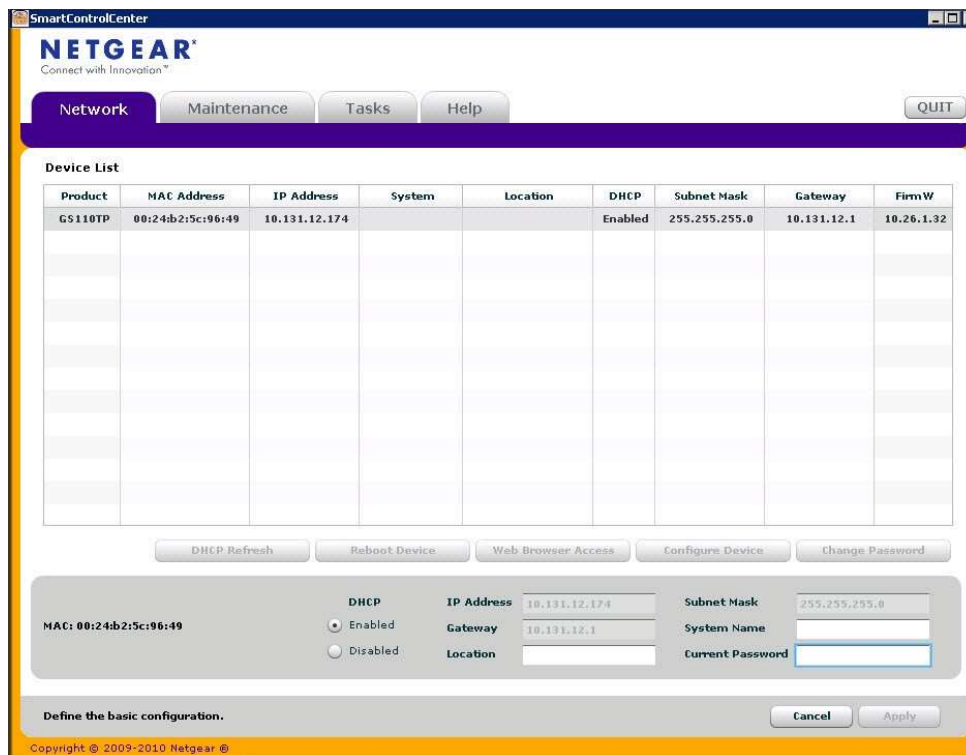 SmartControlCenter
NETGEAR®
Connect with Innovation™
Network Maintenance Tasks Help QUIT
Device List
Product MAC Address IP Address System Location DHCP Subnet Mask Gateway FirmW
GS110TP 00:24:b2:5c:96:49 10.131.12.174 Enabled 255.255.255.0 10.131.12.1 10.26.1.32
DHCP Refresh Reboot Device Web Browser Access Configure Device Change Password
DHCP IP Address 10.131.12.174 Subnet Mask 255.255.255.0
MAC: 00:24:b2:5c:96:49 Enabled Gateway 10.131.12.1 System Name
Disabled Location Current Password
Define the basic configuration. Cancel Apply
Copyright © 2009-2010 Netgear ®